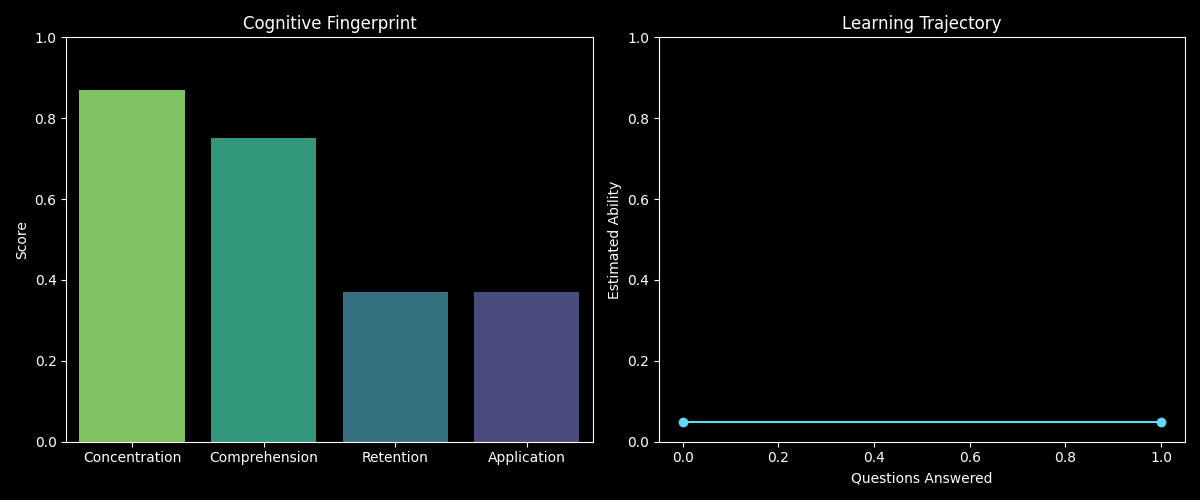 Cognitive Fingerprint
1.0
0.8
0.6
0.4
0.2
0.0
Score
Concentration
Comprehension
Retention
Application
Learning Trajectory
1.0
0.8
0.6
0.4
0.2
0.0
Estimated Ability
0.0
0.2
0.4
0.6
0.8
1.0
Questions Answered